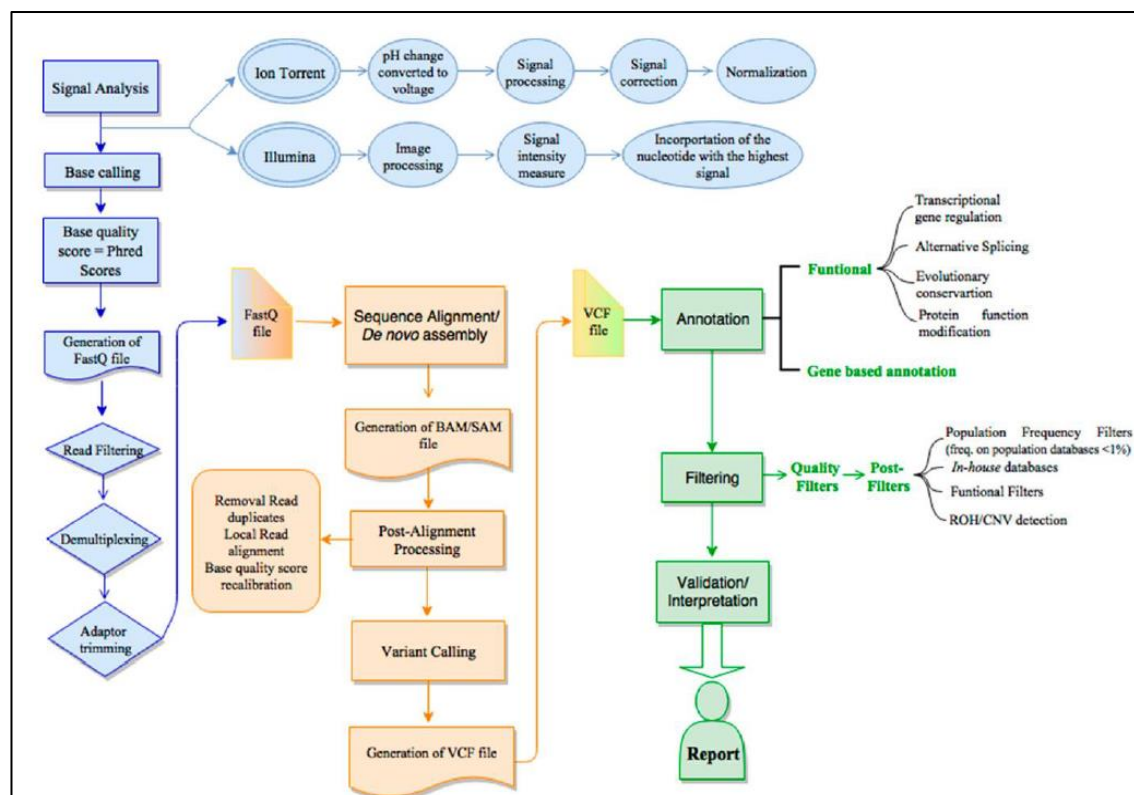 Signal Analysis
Ion Torrent
pH change
converted to
voltage
Signal
processing
Signal
correction
Normalization
Illumina
Image
processing
Signal
intensity
measure
Incorportation of the
nucleotide with the highest
signal
Base calling
Base quality
score = Phred
Scores
Generation of
FastQ file
Read Filtering
Demultiplexing
Adaptor
trimming
FastQ
file
Sequence Alignment/
De novo assembly
Generation of BAM/SAM
file
Post-Alignment
Processing
Removal Read
duplicates
Local Read
alignment
Base quality score
recalibration
Variant Calling
Generation of VCF file
VCF
file
Annotation
Funtional
Transcriptional
gene regulation
Alternative Splicing
Evolutionary
conservartion
Protein function
modification
Gene based annotation
Filtering
Quality
Filters
Post-
Filters
Population Frequency Filters
(freq. on population databases <1%)
In-house databases
Funtional Filters
ROH/CNV detection
Validation/
Interpretation
Report